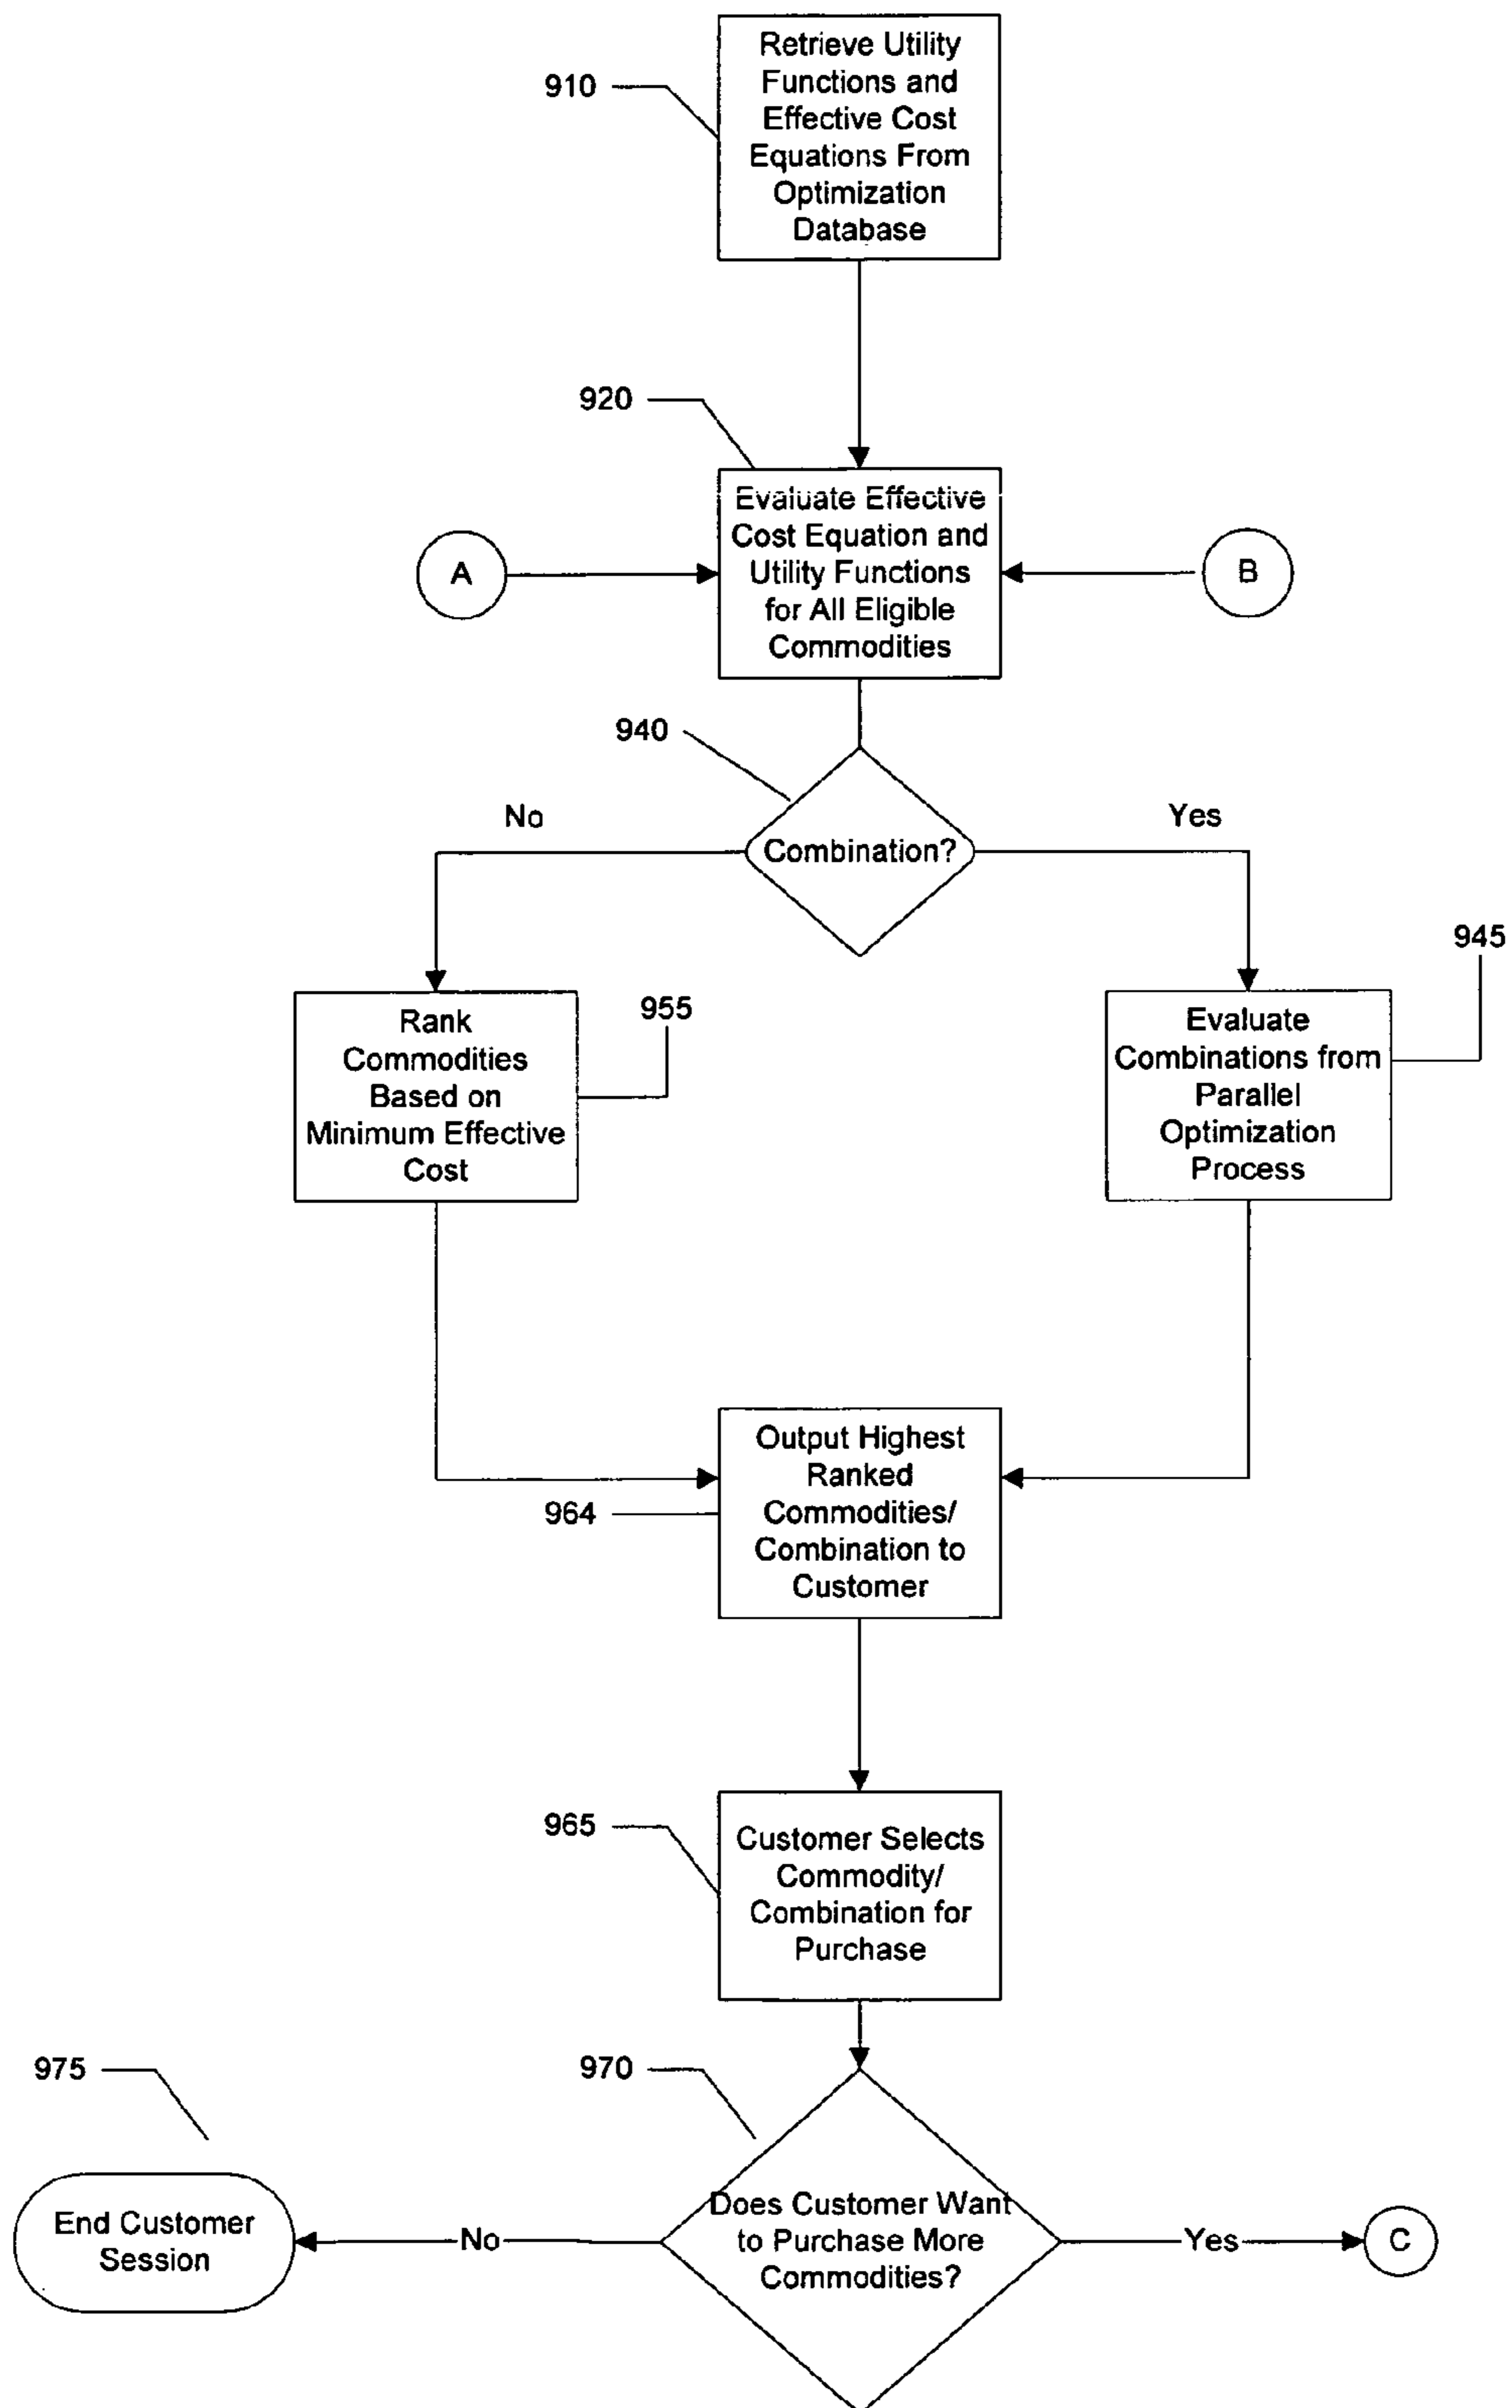 910
Retrieve Utility
Functions and
Effective Cost
Equations From
Optimization
Database
920
Evaluate Effective
Cost Equation and
Utility Functions
for All Eligible
Commodities
A
B
940
No
Combination?
Yes
945
955
Rank
Commodities
Based on
Minimum Effective
Cost
Evaluate
Combinations from
Parallel
Optimization
Process
964
Output Highest
Ranked
Commodities/
Combination to
Customer
965
Customer Selects
Commodity/
Combination for
Purchase
975
970
End Customer
Session
No
Does Customer Want
to Purchase More
Commodities?
Yes
C